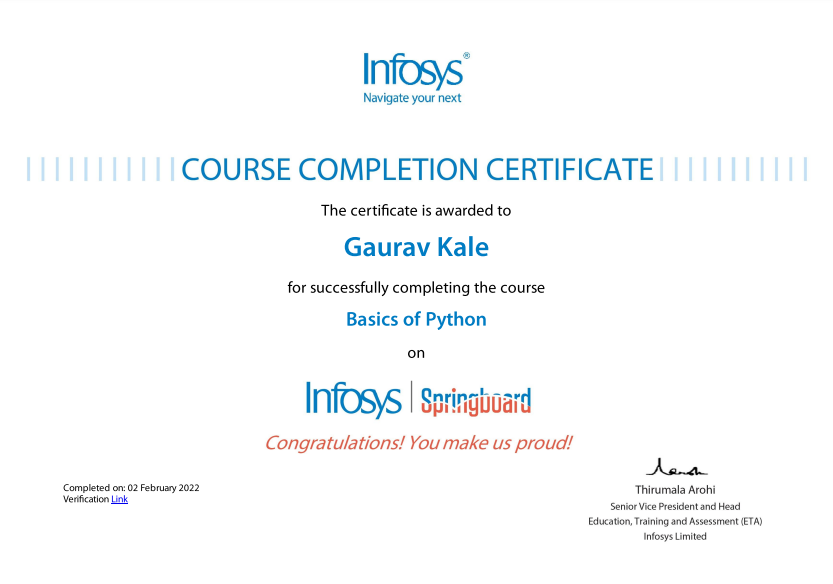 Infosys®
Navigate your next
COURSE COMPLETION CERTIFICATE
The certificate is awarded to
Gaurav Kale
for successfully completing the course
Basics of Python
on
Infosys | Springboard
Congratulations! You make us proud!
Completed on: 02 February 2022
Verification Link
Thirumala Arohi
Senior Vice President and Head
Education, Training and Assessment (ETA)
Infosys Limited